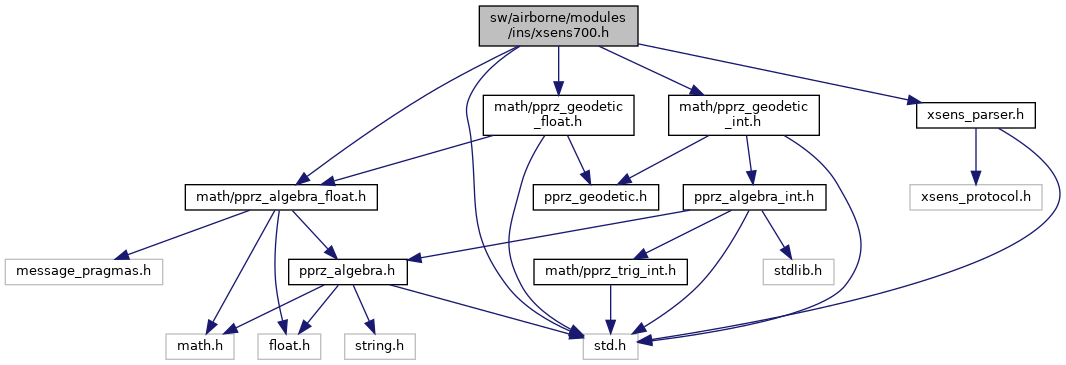 sw/airborne/modules
/ins/xsens700.h
math/pprz_geodetic
_float.h
math/pprz_geodetic
_int.h
xsens_parser.h
math/pprz_algebra_float.h
pprz_geodetic.h
pprz_algebra_int.h
xsens_protocol.h
message_pragmas.h
pprz_algebra.h
math/pprz_trig_int.h
stdlib.h
math.h
float.h
string.h
std.h